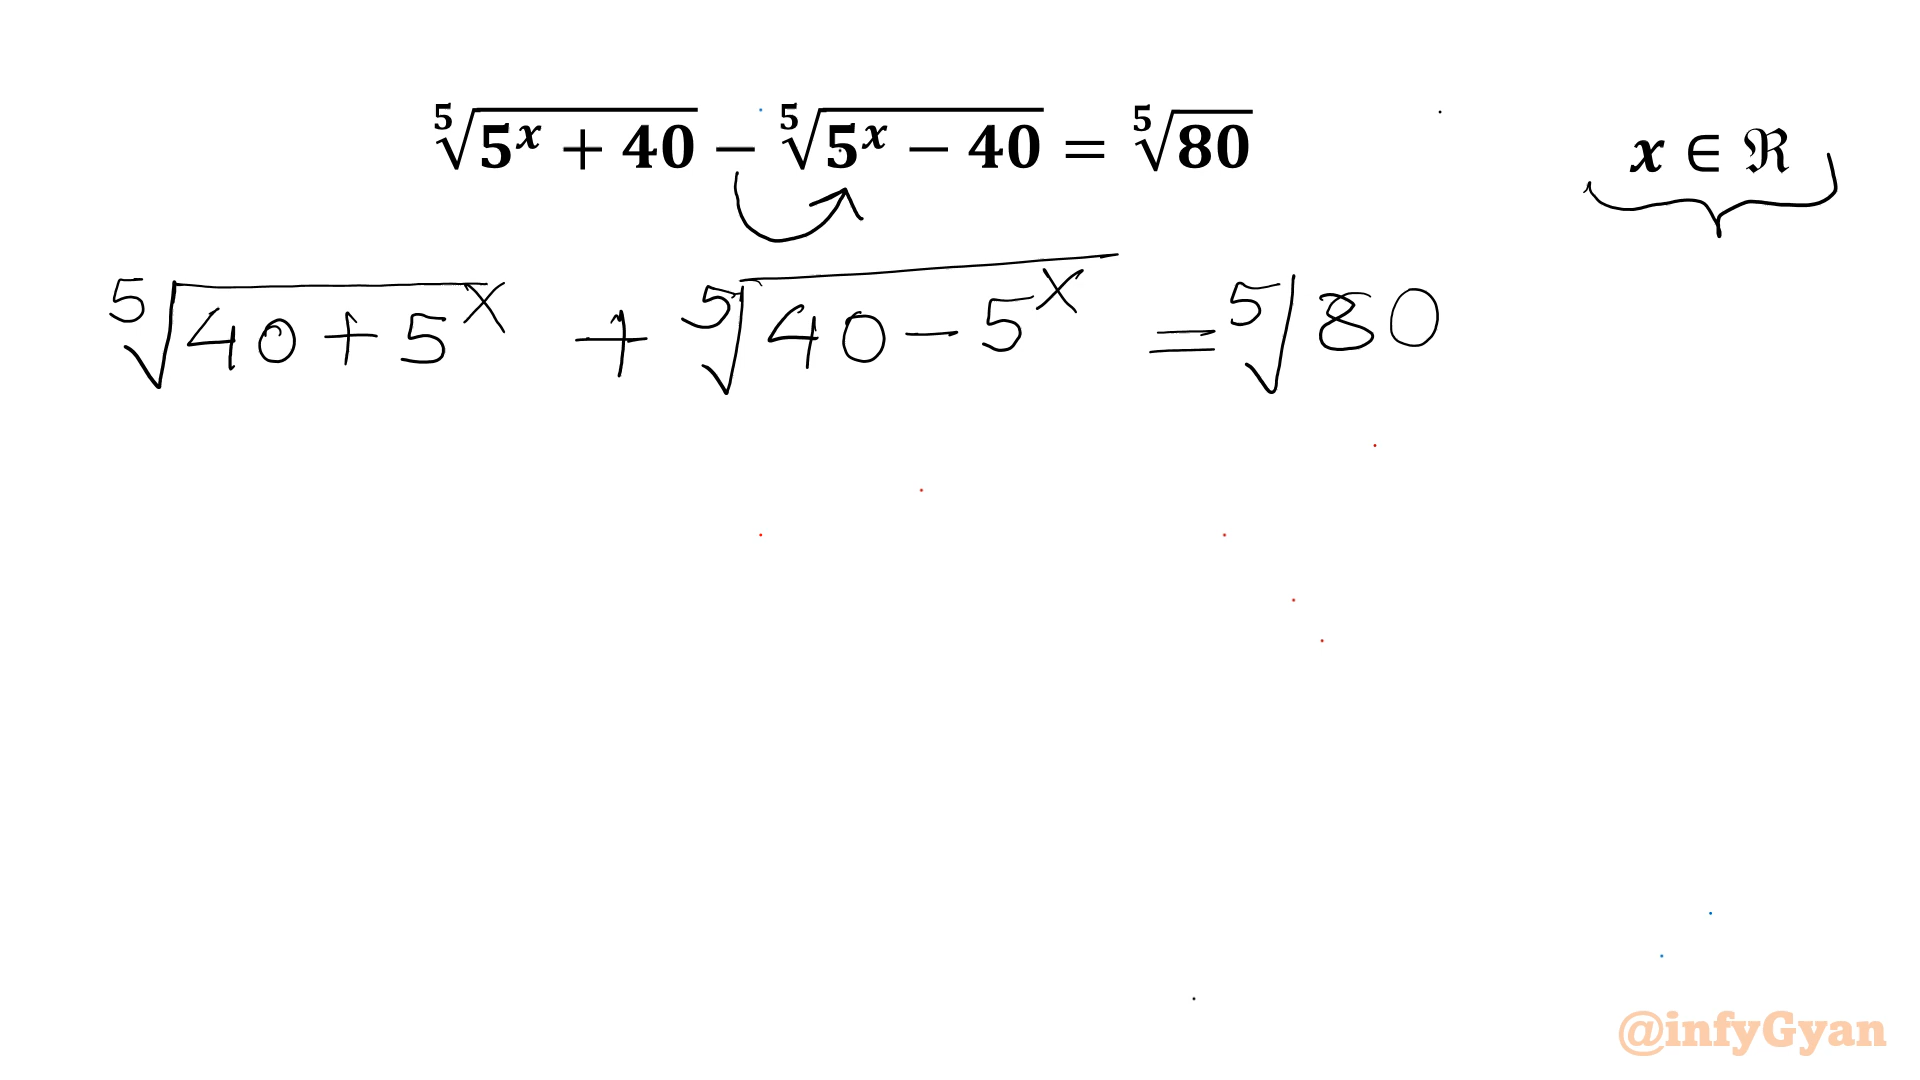 ⁵√(5ˣ + 40) − ⁵√(5ˣ − 40) = ⁵√80 x ∈ ℜ
⁵√(40 + 5ˣ) + ⁵√(40 − 5ˣ) = ⁵√80
@infyGyan